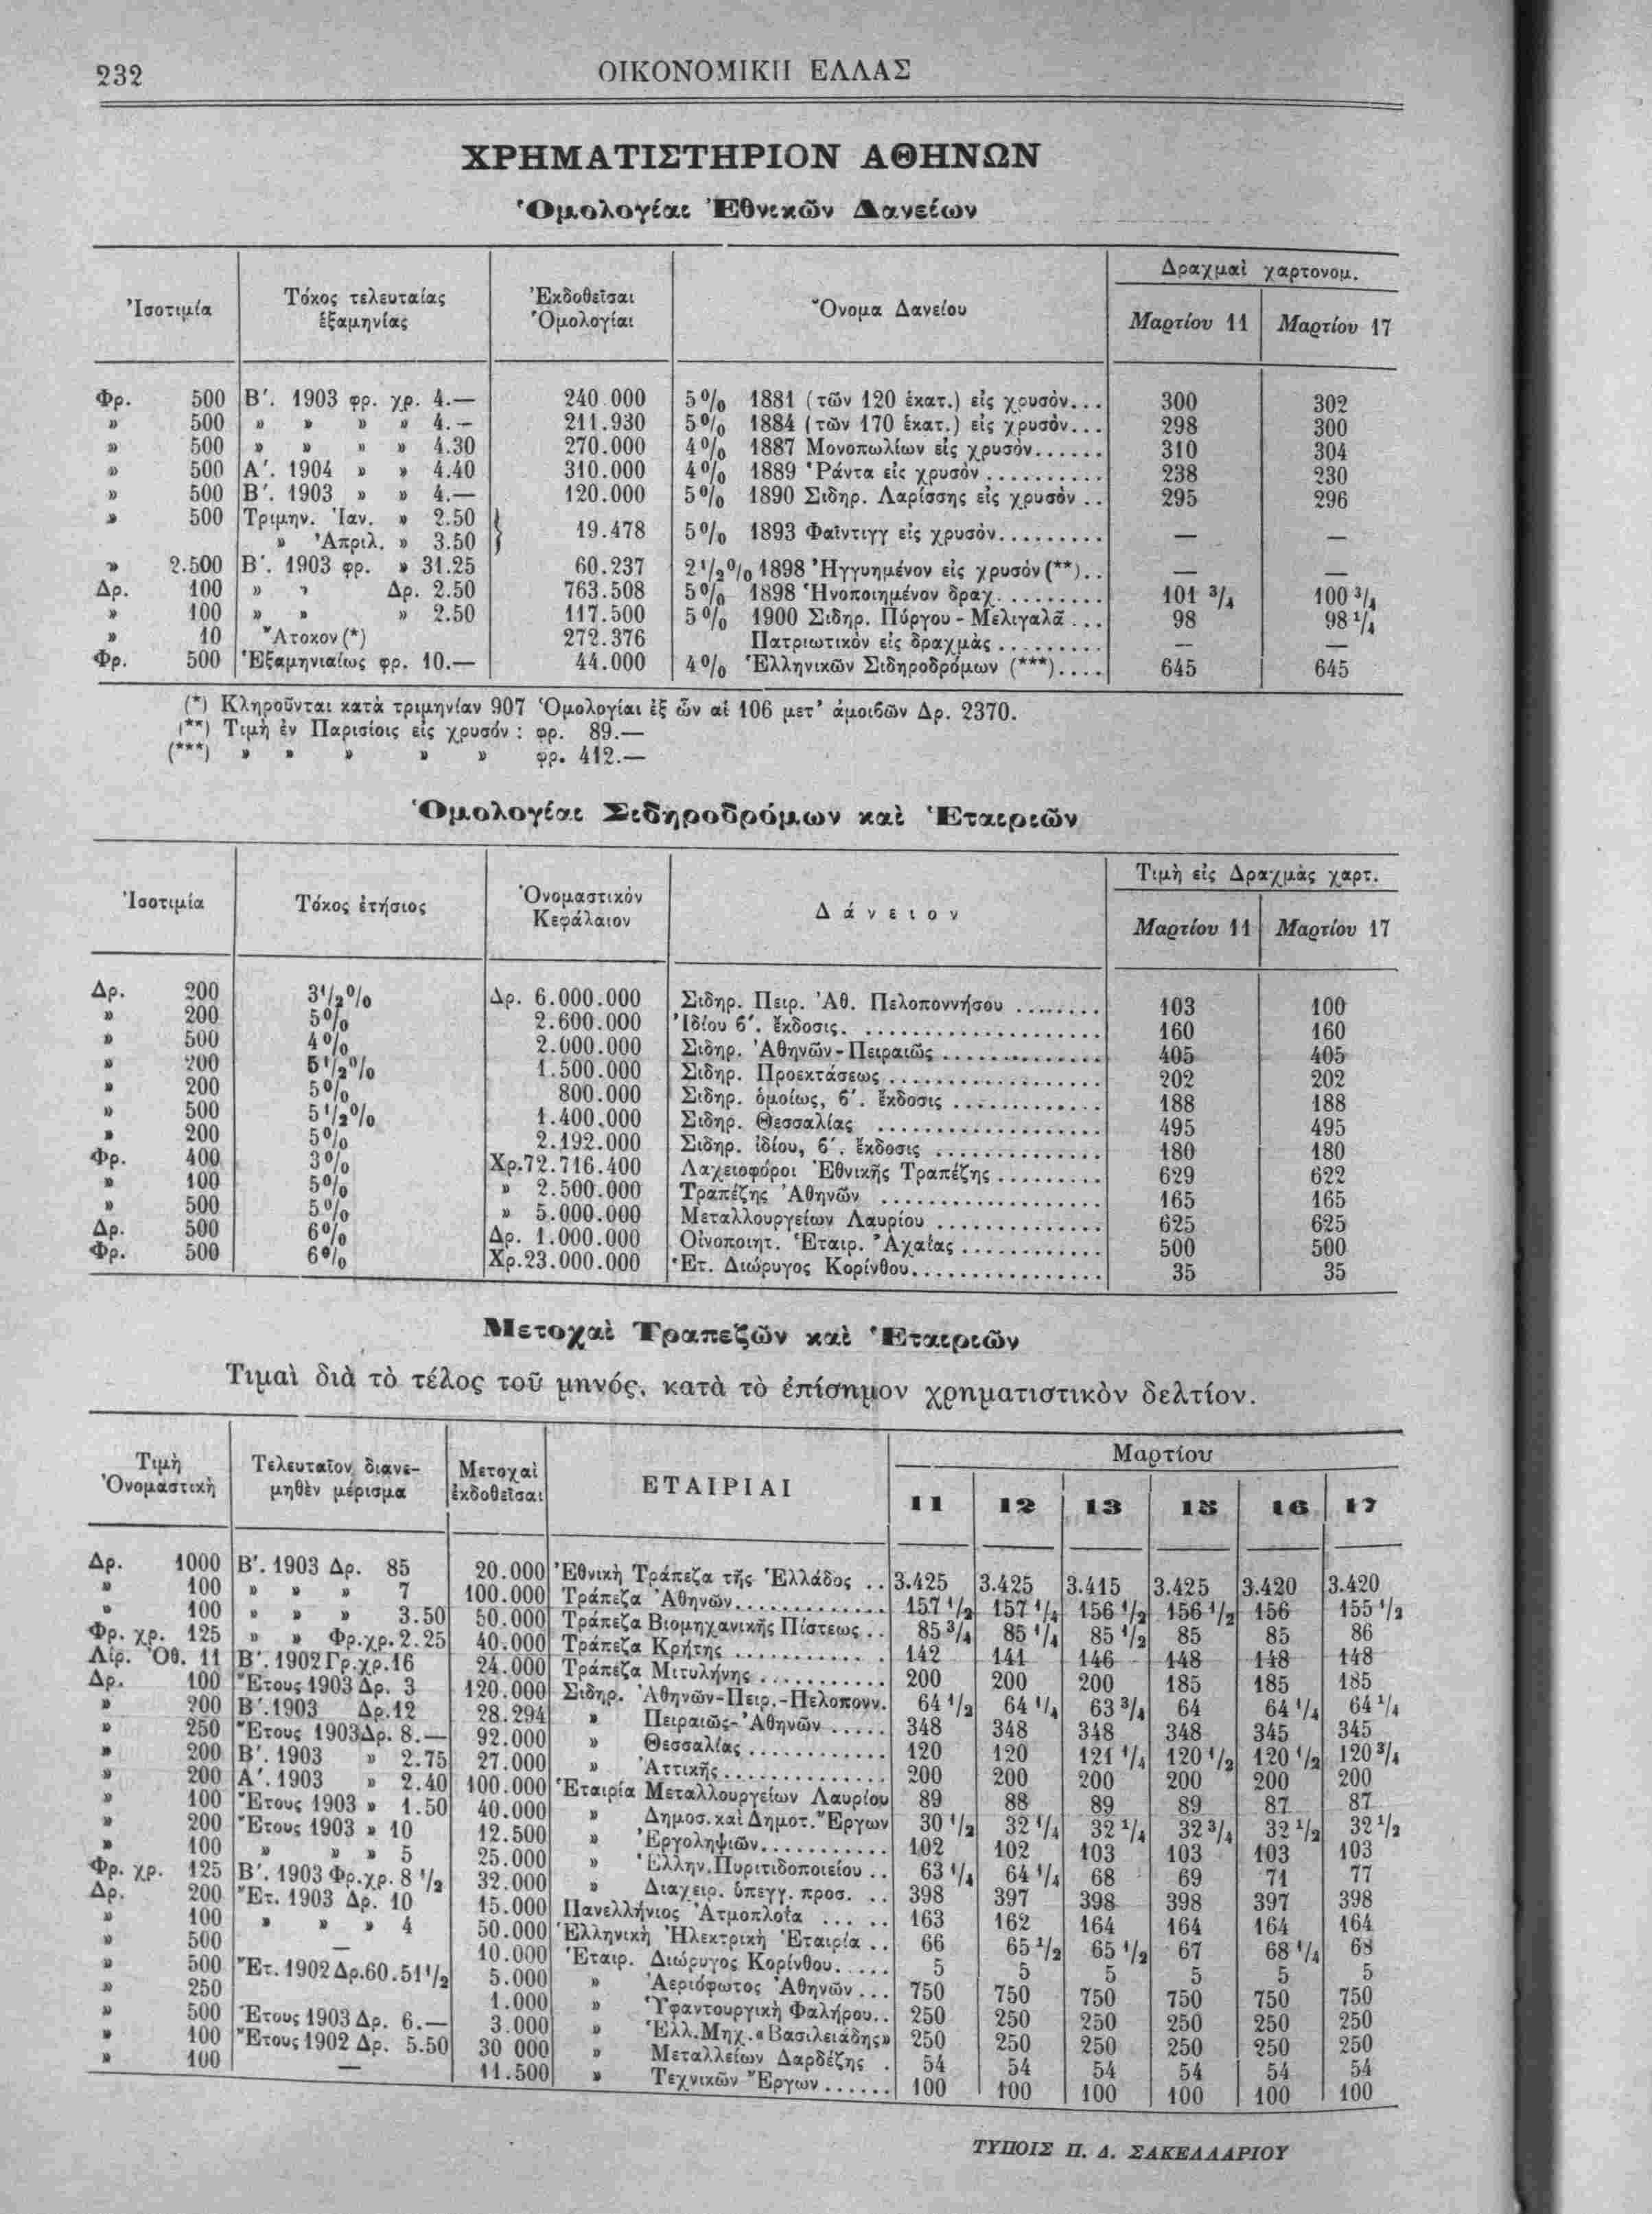 232
ΟΙΚΟΝΟΜΙΚΗ ΕΛΛΑΣ
ΧΡΗΜΑΤΙΣΤΗΡΙΟΝ ΑΘΗΝΩΝ
Ὁμολογίαι Ἐθνικῶν Δανείων
Ἰσοτιμία Τόκος τελευταίας ἑξαμηνίας Ἐκδοθεῖσαι Ὁμολογίαι Ὄνομα Δανείου Δραχμαὶ χαρτονομ. Μαρτίου 11 Μαρτίου 17
Φρ. 500 Β΄. 1903 φρ. χρ. 4.— 240.000 5% 1881 (τῶν 120 ἑκατ.) εἰς χρυσὸν... 300 302
» 500 » » » » 4.— 211.930 5% 1884 (τῶν 170 ἑκατ.) εἰς χρυσὸν... 298 300
» 500 » » » » 4.30 270.000 4% 1887 Μονοπωλίων εἰς χρυσὸν...... 310 304
» 500 Α΄. 1904 » » 4.40 310.000 4% 1889 Ῥάντα εἰς χρυσὸν.......... 238 230
» 500 Β΄. 1903 » » 4.— 120.000 5% 1890 Σιδηρ. Λαρίσσης εἰς χρυσὸν .. 295 296
» 500 Τριμην. Ἰαν. » 2.50
» Ἀπριλ. » 3.50 } 19.478 5% 1893 Φαῖντιγγ εἰς χρυσὸν......... — —
» 2.500 Β΄. 1903 φρ. » 31.25 60.237 2 1/2% 1898 Ἠγγυημένον εἰς χρυσὸν(**).. — —
Δρ. 100 » » Δρ. 2.50 763.508 5% 1898 Ἡνοποιημένον δραχ......... 101 3/4 100 3/4
» 100 » » » 2.50 117.500 5% 1900 Σιδηρ. Πύργου - Μελιγαλᾶ ... 98 98 1/4
» 10 Ἄτοκον(*) 272.376 Πατριωτικὸν εἰς δραχμὰς ......... — —
Φρ. 500 Ἑξαμηνιαίως φρ. 10.— 44.000 4% Ἑλληνικῶν Σιδηροδρόμων (***).... 645 645
(*) Κληροῦνται κατὰ τριμηνίαν 907 Ὁμολογίαι ἐξ ὧν αἱ 106 μετ' ἀμοιβῶν Δρ. 2370.
(**) Τιμὴ ἐν Παρισίοις εἰς χρυσόν : φρ. 89.—
(***) » » » » » φρ. 412.—
Ὁμολογίαι Σιδηροδρόμων καὶ Ἑταιριῶν
Ἰσοτιμία Τόκος ἐτήσιος Ὀνομαστικὸν Κεφάλαιον Δάνειον Τιμὴ εἰς Δραχμὰς χαρτ. Μαρτίου 11 Μαρτίου 17
Δρ. 200 3 1/2% Δρ. 6.000.000 Σιδηρ. Πειρ. Ἀθ. Πελοποννήσου ........ 103 100
» 200 5% 2.600.000 Ἰδίου β΄. ἔκδοσις. .................... 160 160
» 500 4% 2.000.000 Σιδηρ. Ἀθηνῶν - Πειραιῶς .............. 405 405
» 200 5 1/2% 1.500.000 Σιδηρ. Προεκτάσεως .................. 202 202
» 200 5% 800.000 Σιδηρ. ὁμοίως, β΄. ἔκδοσις ............. 188 188
» 500 5 1/2% 1.400.000 Σιδηρ. Θεσσαλίας ................... 495 495
» 200 5% 2.192.000 Σιδηρ. ἰδίου, β΄. ἔκδοσις .............. 180 180
Φρ. 400 3% Χρ.72.716.400 Λαχειοφόροι Ἐθνικῆς Τραπέζης ......... 629 622
» 100 5% » 2.500.000 Τραπέζης Ἀθηνῶν ................... 165 165
» 500 5% » 5.000.000 Μεταλλουργείων Λαυρίου .............. 625 625
Δρ. 500 6% Δρ. 1.000.000 Οἰνοποιητ. Ἑταιρ. Ἀχαΐας ............ 500 500
Φρ. 500 6% Χρ.23.000.000 Ἑτ. Διώρυγος Κορίνθου................ 35 35
Μετοχαὶ Τραπεζῶν καὶ Ἑταιριῶν
Τιμαὶ διὰ τὸ τέλος τοῦ μηνός, κατὰ τὸ ἐπίσημον χρηματιστικὸν δελτίον.
Τιμὴ Ὀνομαστικὴ Τελευταῖον διανεμηθὲν μέρισμα Μετοχαὶ ἐκδοθεῖσαι ΕΤΑΙΡΙΑΙ Μαρτίου 11 12 13 15 16 17
Δρ. 1000 Β΄. 1903 Δρ. 85 20.000 Ἐθνικὴ Τράπεζα τῆς Ἑλλάδος .. 3.425 3.425 3.415 3.425 3.420 3.420
» 100 » » » 7 100.000 Τράπεζα Ἀθηνῶν............. 157 1/2 157 1/4 156 1/2 156 1/2 156 155 1/2
» 100 » » » 3.50 50.000 Τράπεζα Βιομηχανικῆς Πίστεως .. 85 3/4 85 1/4 85 1/2 85 85 86
Φρ. χρ. 125 » » Φρ.χρ. 2.25 40.000 Τράπεζα Κρήτης ............ 142 141 146 148 148 148
Λίρ. Ὀθ. 11 Β΄. 1902 Γρ.χρ.16 24.000 Τράπεζα Μιτυλήνης .......... 200 200 200 185 185 185
Δρ. 100 Ἔτους 1903 Δρ. 3 120.000 Σιδηρ. Ἀθηνῶν-Πειρ.-Πελοπονν. 64 1/2 64 1/4 63 3/4 64 64 1/4 64 1/4
» 200 Β΄.1903 Δρ.12 28.294 » Πειραιῶς-Ἀθηνῶν ..... 348 348 348 348 345 345
» 250 Ἔτους 1903 Δρ. 8.— 92.000 » Θεσσαλίας ............ 120 120 121 1/4 120 1/2 120 1/2 120 3/4
» 200 Β΄. 1903 » 2.75 27.000 » Ἀττικῆς.............. 200 200 200 200 200 200
» 200 Α΄. 1903 » 2.40 100.000 Ἑταιρία Μεταλλουργείων Λαυρίου 89 88 89 89 87 87
» 100 Ἔτους 1903 » 1.50 40.000 » Δημοσ. καὶ Δημοτ. Ἔργων 30 1/2 32 1/4 32 1/4 32 3/4 32 1/2 32 1/2
» 200 Ἔτους 1903 » 10 12.500 » Ἐργοληψιῶν........... 102 102 103 103 103 103
» 100 » » » 5 25.000 » Ἑλλην. Πυριτιδοποιείου .. 63 1/4 64 1/4 68 69 71 77
Φρ. χρ. 125 Β΄. 1903 Φρ.χρ. 8 1/2 32.000 » Διαχειρ. ὑπεγγ. προσ. .. 398 397 398 398 397 398
Δρ. 200 Ἔτ. 1903 Δρ. 10 15.000 Πανελλήνιος Ἀτμοπλοΐα ... .. 163 162 164 164 164 164
» 100 » » » 4 50.000 Ἑλληνικὴ Ἠλεκτρικὴ Ἑταιρία .. 66 65 1/2 65 1/2 67 68 1/4 68
» 500 — 10.000 Ἑταιρ. Διώρυγος Κορίνθου..... 5 5 5 5 5 5
» 500 Ἔτ. 1902 Δρ.60.51 1/2 5.000 » Ἀεριόφωτος Ἀθηνῶν ... 750 750 750 750 750 750
» 250 1.000 » Ὑφαντουργικὴ Φαλήρου.. 250 250 250 250 250 250
» 500 Ἔτους 1903 Δρ. 6.— 3.000 » Ἑλλ. Μηχ. «Βασιλειάδης» 250 250 250 250 250 250
» 100 Ἔτους 1902 Δρ. 5.50 30 000 » Μεταλλείων Δαρδέζης . 54 54 54 54 54 54
» 100 — 11.500 » Τεχνικῶν Ἔργων ...... 100 100 100 100 100 100
ΤΥΠΟΙΣ Π. Δ. ΣΑΚΕΛΛΑΡΙΟΥ